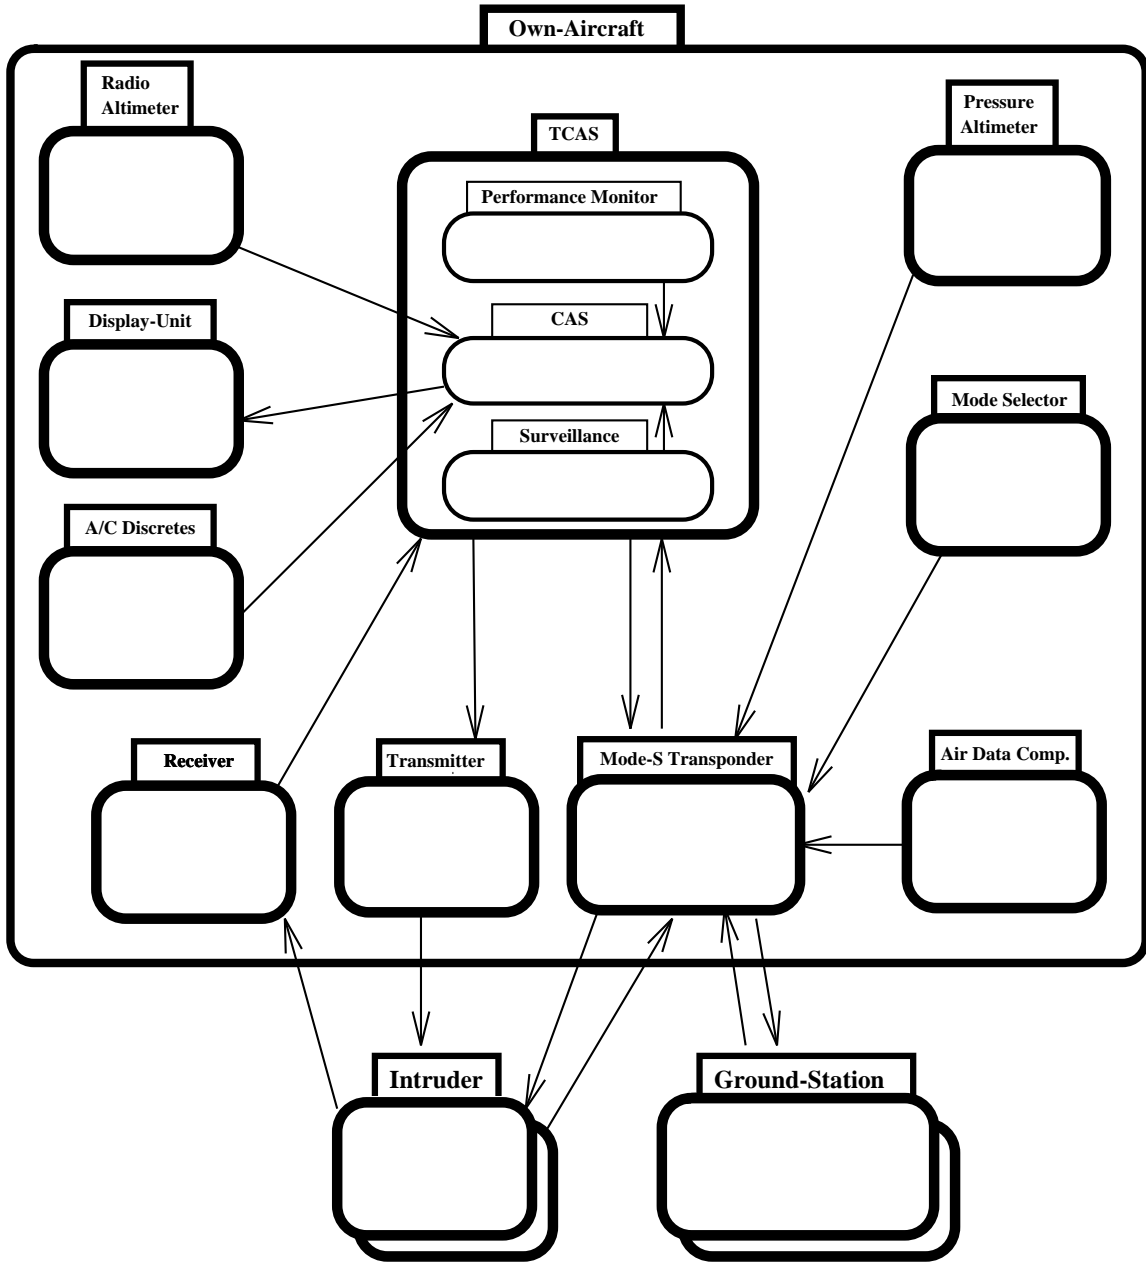 Own-Aircraft
Radio
Altimeter
Pressure
Altimeter
TCAS
Performance Monitor
CAS
Display-Unit
Mode Selector
Surveillance
A/C Discretes
Receiver
Transmitter
Mode-S Transponder
Air Data Comp.
Intruder
Ground-Station